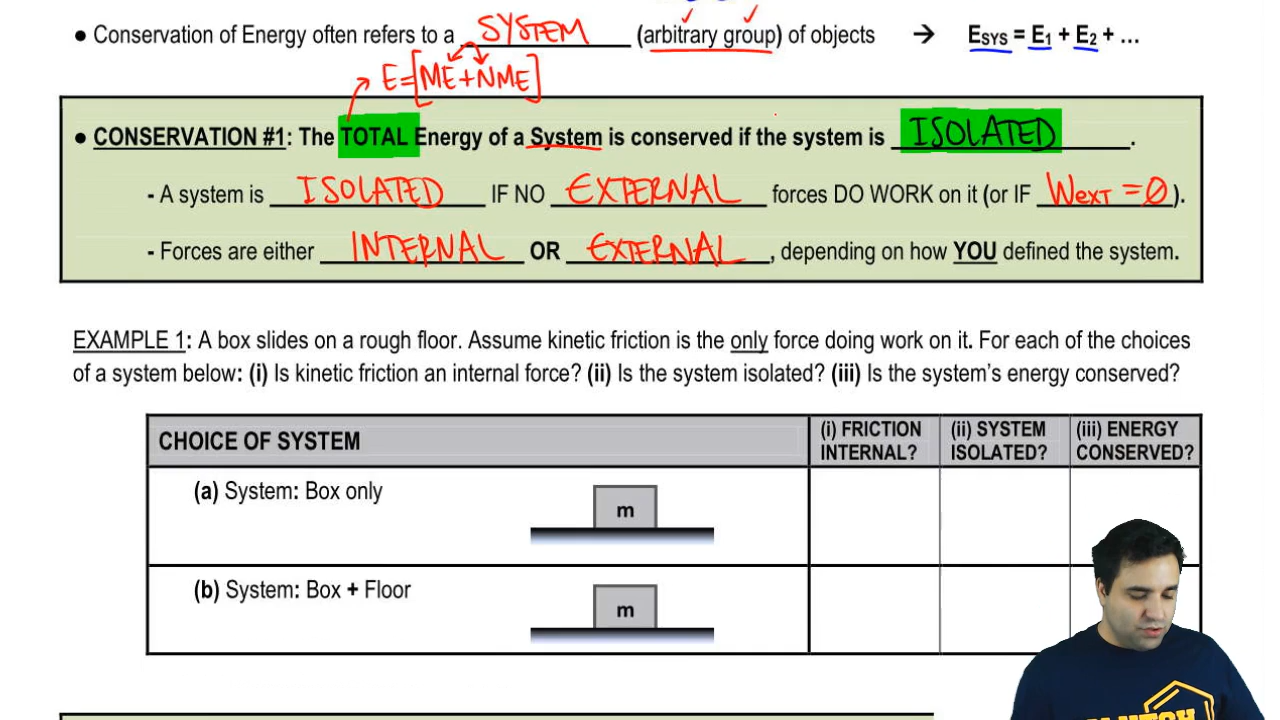 ● Conservation of Energy often refers to a SYSTEM (arbitrary group) of objects → ESYS = E1 + E2 + ...
E=[ME+NME]
● CONSERVATION #1: The TOTAL Energy of a System is conserved if the system is ISOLATED.
- A system is ISOLATED IF NO EXTERNAL forces DO WORK on it (or IF WEXT = 0).
- Forces are either INTERNAL OR EXTERNAL, depending on how YOU defined the system.
EXAMPLE 1: A box slides on a rough floor. Assume kinetic friction is the only force doing work on it. For each of the choices
of a system below: (i) Is kinetic friction an internal force? (ii) Is the system isolated? (iii) Is the system's energy conserved?
CHOICE OF SYSTEM
(i) FRICTION
INTERNAL?
(ii) SYSTEM
ISOLATED?
(iii) ENERGY
CONSERVED?
(a) System: Box only
m
(b) System: Box + Floor
m